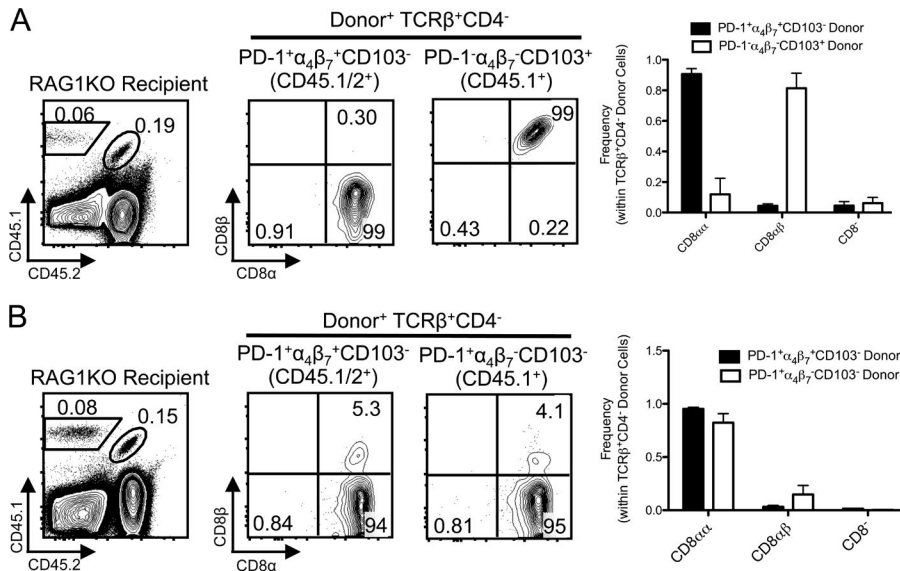 A
Donor⁺ TCRβ⁺CD4⁻
RAG1KO Recipient
PD-1⁺α₄β₇⁺CD103⁻
(CD45.1/2⁺)
PD-1⁻α₄β₇⁻CD103⁺
(CD45.1⁺)
0.06
0.19
CD45.1
CD45.2
0.30
0.91
99
CD8β
CD8α
99
0.43
0.22
PD-1⁺α₄β₇⁺CD103⁻ Donor
PD-1⁻α₄β₇⁻CD103⁺ Donor
Frequency
(within TCRβ⁺CD4⁻ Donor Cells)
1.0
0.8
0.6
0.4
0.2
0.0
CD8αα
CD8αβ
CD8⁻
B
Donor⁺ TCRβ⁺CD4⁻
RAG1KO Recipient
PD-1⁺α₄β₇⁺CD103⁻
(CD45.1/2⁺)
PD-1⁺α₄β₇⁻CD103⁻
(CD45.1⁺)
0.08
0.15
CD45.1
CD45.2
5.3
0.84
94
CD8β
CD8α
4.1
0.81
95
PD-1⁺α₄β₇⁺CD103⁻ Donor
PD-1⁺α₄β₇⁻CD103⁻ Donor
Frequency
(within TCRβ⁺CD4⁻ Donor Cells)
1.5
1.0
0.5
0.0
CD8αα
CD8αβ
CD8⁻